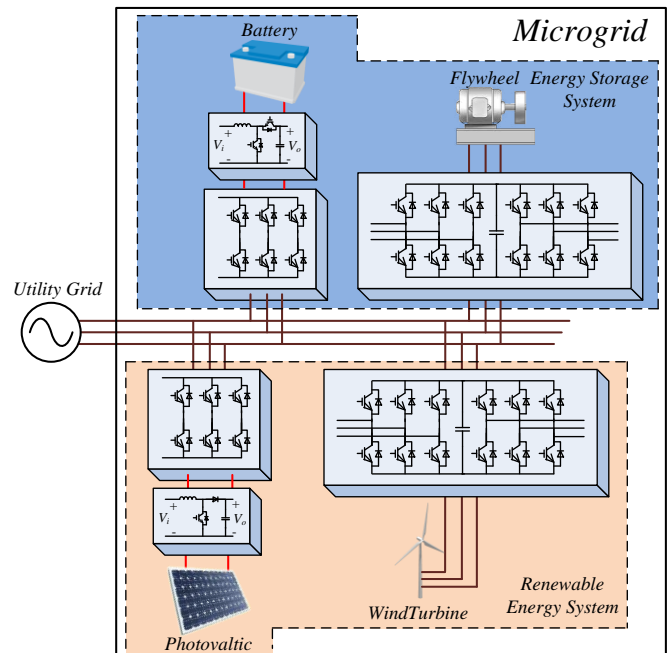 Microgrid
Battery
Flywheel
Energy Storage
System
+ +
Vi Vo
- -
Utility Grid
+ +
Vi Vo
- -
WindTurbine
Renewable
Energy System
Photovaltic